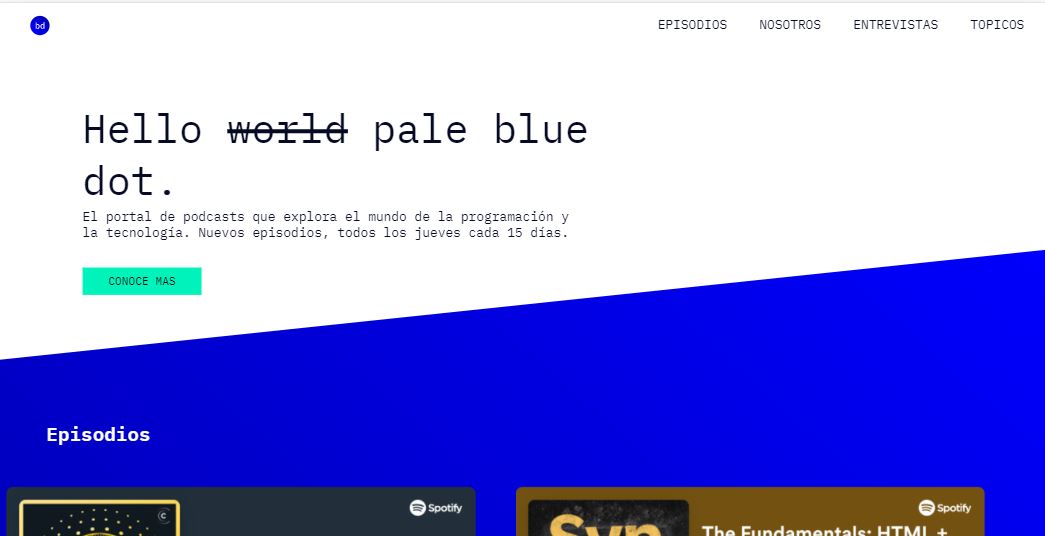 bd
EPISODIOS NOSOTROS ENTREVISTAS TOPICOS
Hello world pale blue
dot.
El portal de podcasts que explora el mundo de la programación y
la tecnología. Nuevos episodios, todos los jueves cada 15 días.
CONOCE MAS
Episodios
C
Spotify
Spotify
Syn
The Fundamentals: HTML +